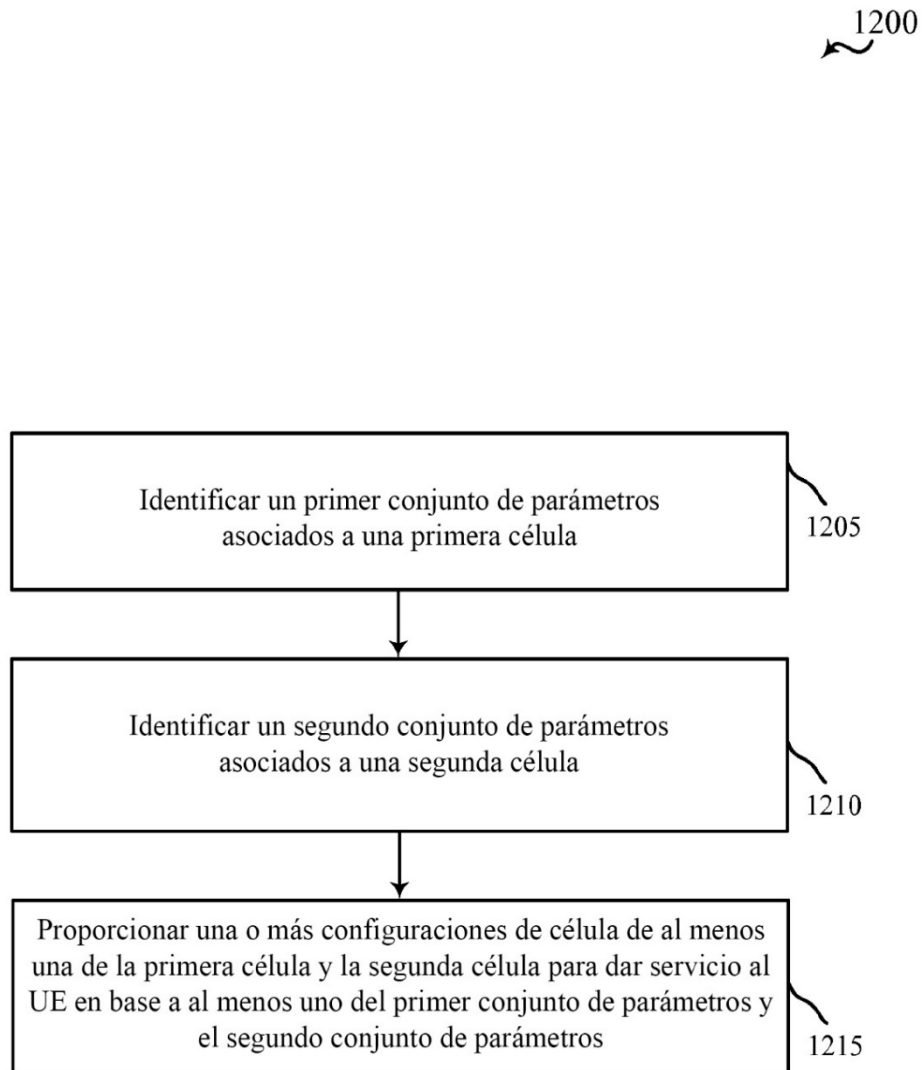 1200
Identificar un primer conjunto de parámetros
asociados a una primera célula
1205
Identificar un segundo conjunto de parámetros
asociados a una segunda célula
1210
Proporcionar una o más configuraciones de célula de al menos
una de la primera célula y la segunda célula para dar servicio al
UE en base a al menos uno del primer conjunto de parámetros y
el segundo conjunto de parámetros
1215